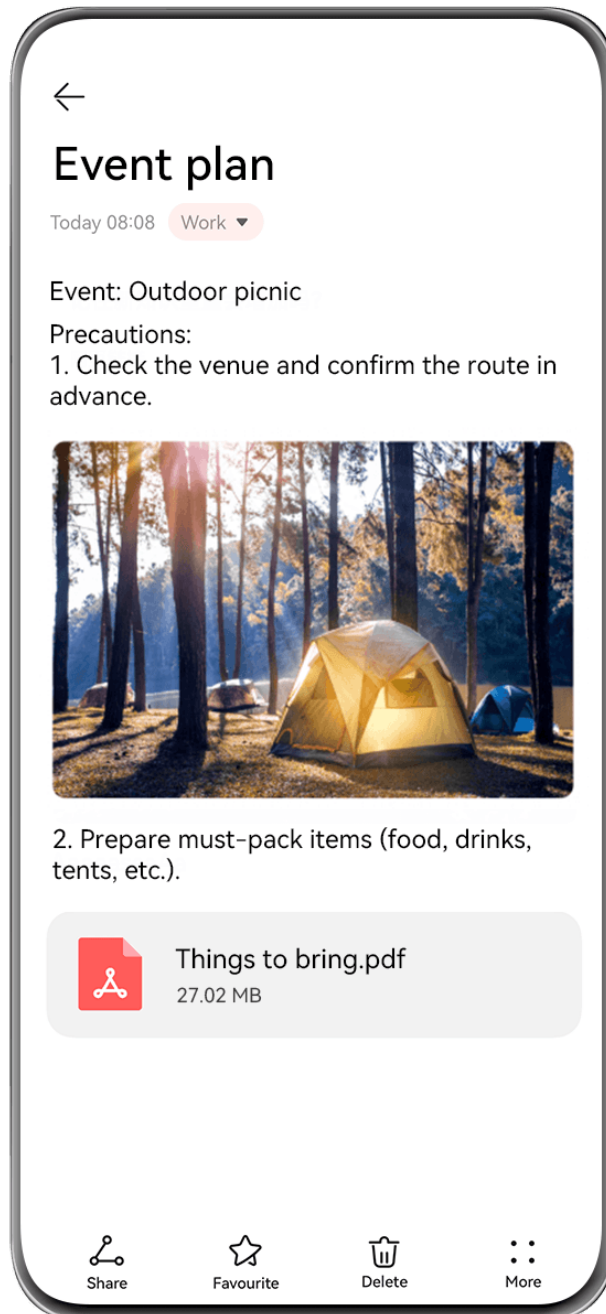 Event plan
Today 08:08 Work
Event: Outdoor picnic
Precautions:
1. Check the venue and confirm the route in
advance.
2. Prepare must-pack items (food, drinks,
tents, etc.).
Things to bring.pdf
27.02 MB
Share Favourite Delete More